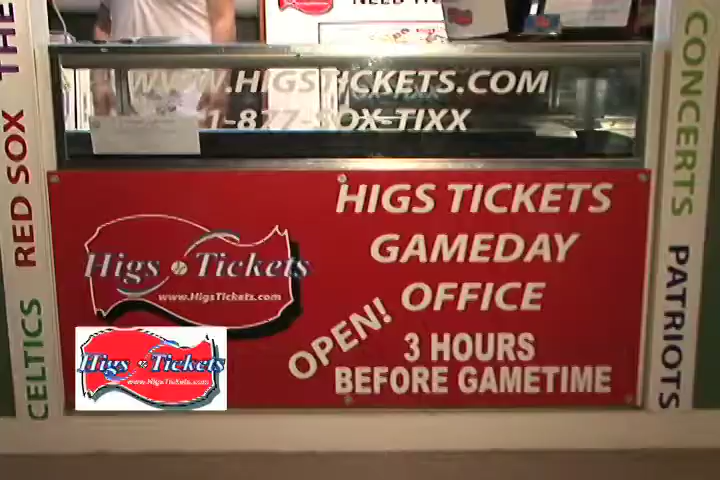 NEED
WWW.HIGSTICKETS.COM
1-877-SOX-TIXX
THE
RED SOX
CELTICS
HIGS TICKETS
GAMEDAY
OFFICE
OPEN!
3 HOURS
BEFORE GAMETIME
Higs Tickets
www.HigsTickets.com
Higs Tickets
www.HigsTickets.com
CONCERTS
PATRIOTS